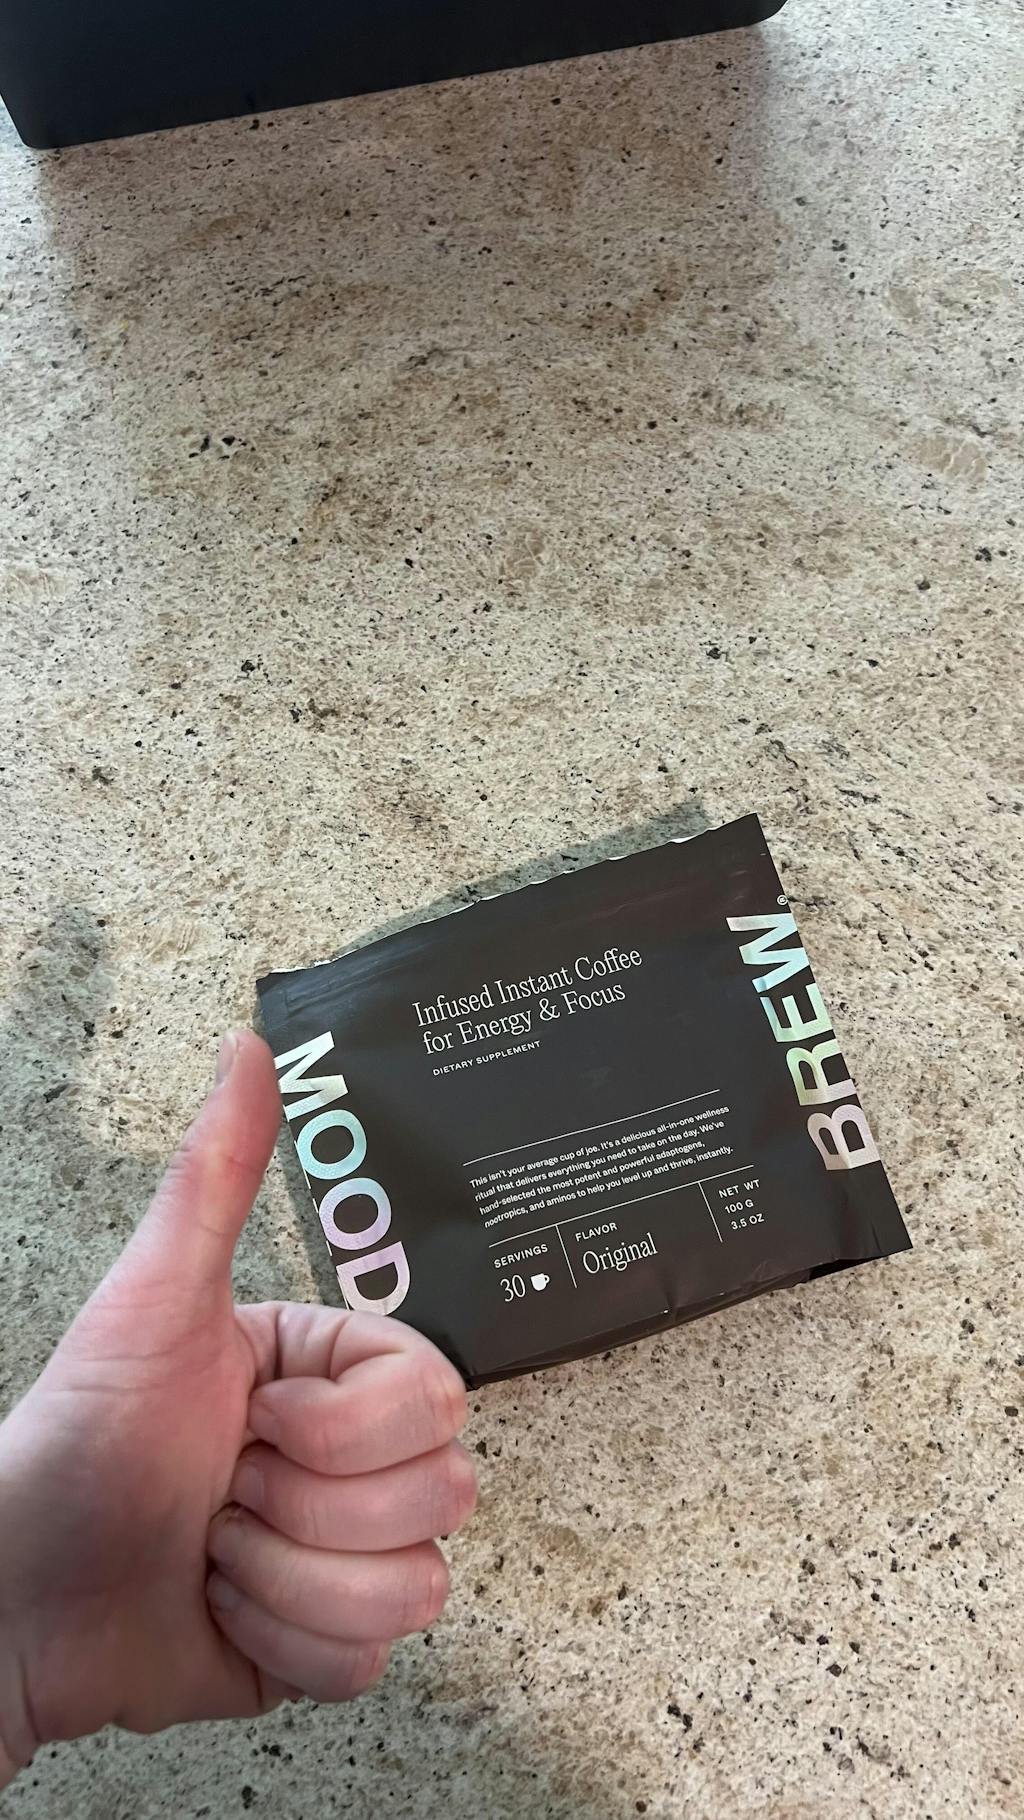 MOOD
BREW®
Infused Instant Coffee
for Energy & Focus
DIETARY SUPPLEMENT
This isn't your average cup of joe. It's a delicious all-in-one wellness
ritual that delivers everything you need to take on the day. We've
hand-selected the most potent and powerful adaptogens,
nootropics, and aminos to help you level up and thrive, instantly.
SERVINGS
30
FLAVOR
Original
NET WT
100 G
3.5 OZ